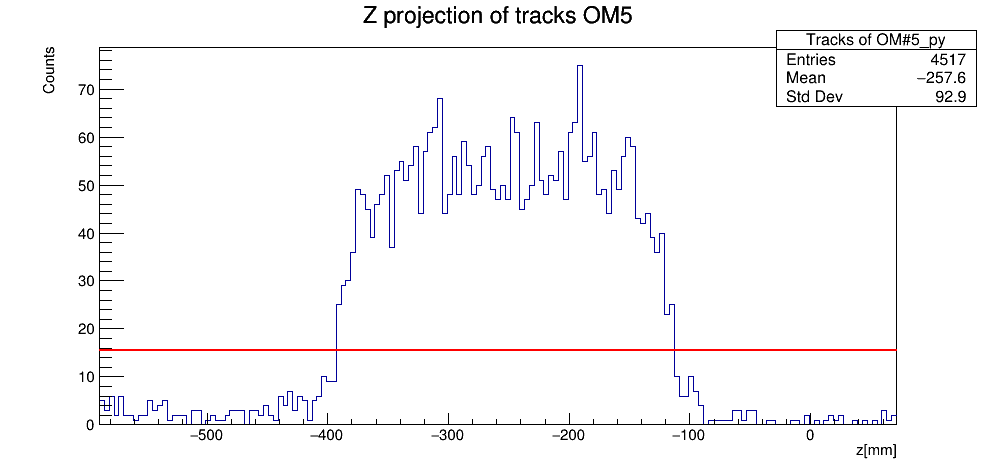 Z projection of tracks OM5
Tracks of OM#5_py
Entries 4517
Mean −257.6
Std Dev 92.9
Counts
70
60
50
40
30
20
10
0
−500 −400 −300 −200 −100 0
z[mm]